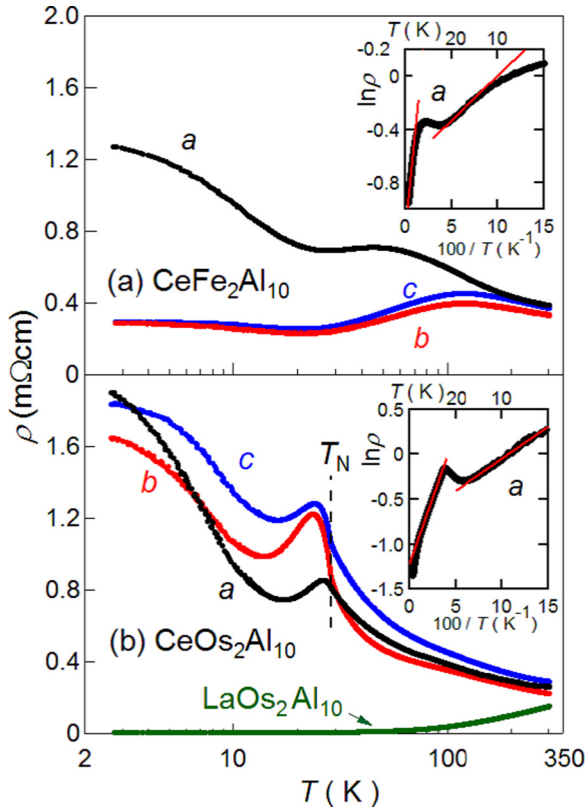 2.0
1.6
1.2
0.8
0.4
0
a
c
b
(a) CeFe2Al10
T ( K )
20 10
-0.2
0
-0.4
-0.8
lnρ
a
0 5 10 15
100 / T ( K-1)
ρ (mΩcm)
1.6
1.2
0.8
0.4
0
c
b
a
TN
(b) CeOs2Al10
LaOs2Al10
T (K)
20 10
0.5
0.0
-0.5
-1.0
-1.5
lnρ
a
0 5 10 15
100 / T (K-1)
2 10 100 350
T ( K )